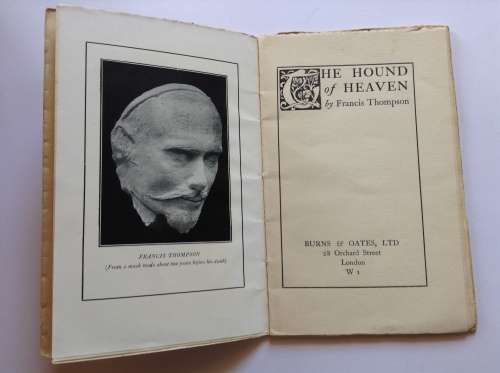 FRANCIS THOMPSON
(From a mask made about two years before his death)
THE HOUND
of HEAVEN
by Francis Thompson
BURNS & OATES, LTD
28 Orchard Street
London
W 1